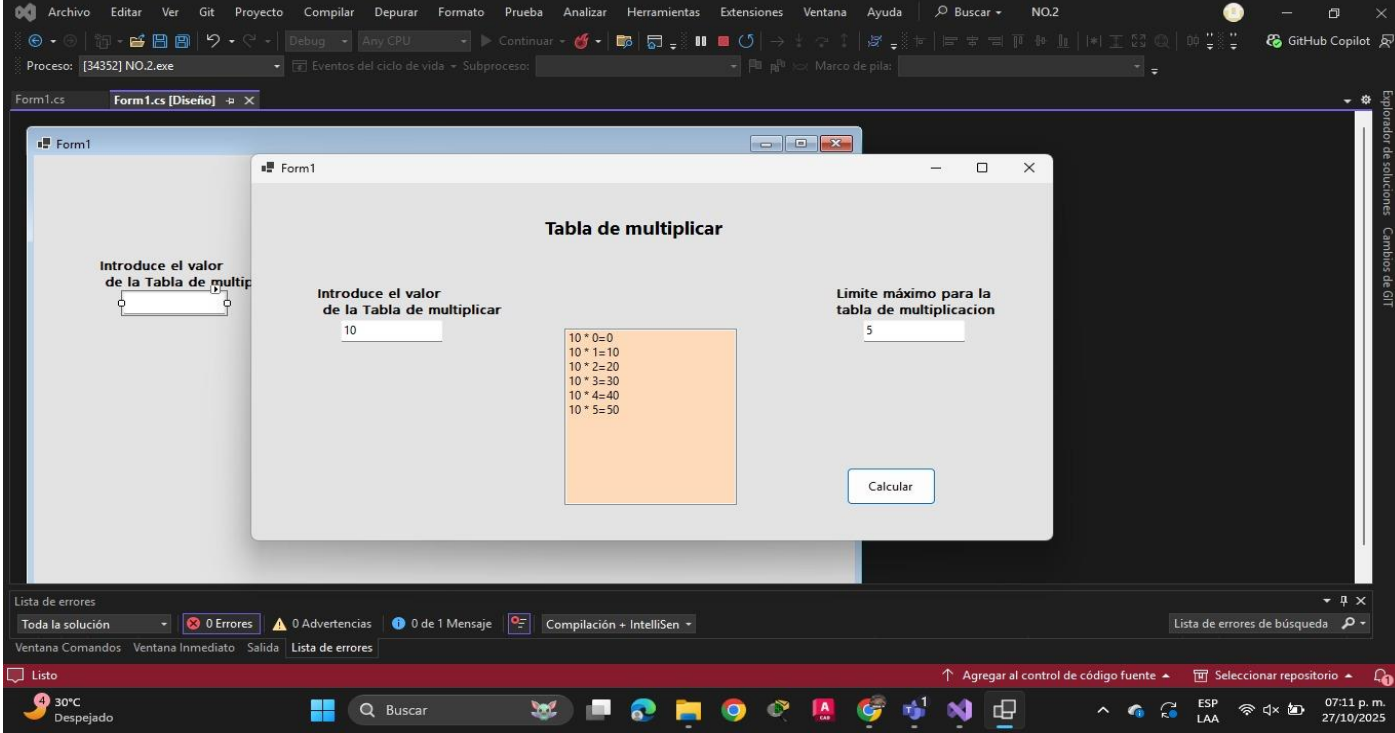 Archivo Editar Ver Git Proyecto Compilar Depurar Formato Prueba Analizar Herramientas Extensiones Ventana Ayuda Buscar NO.2
Debug Any CPU Continuar GitHub Copilot
Proceso: [34352] NO.2.exe Eventos del ciclo de vida Subproceso: Marco de pila:
Form1.cs Form1.cs [Diseño]
Explorador de soluciones Cambios de GIT
Form1
Introduce el valor
de la Tabla de multip
Form1
Tabla de multiplicar
Introduce el valor
de la Tabla de multiplicar
10
Limite máximo para la
tabla de multiplicacion
5
10 * 0=0
10 * 1=10
10 * 2=20
10 * 3=30
10 * 4=40
10 * 5=50
Calcular
Lista de errores
Toda la solución 0 Errores 0 Advertencias 0 de 1 Mensaje Compilación + IntelliSen Lista de errores de búsqueda
Ventana Comandos Ventana Inmediato Salida Lista de errores
Listo Agregar al control de código fuente Seleccionar repositorio
4 30°C
Despejado
Buscar
1
ESP
LAA
07:11 p. m.
27/10/2025